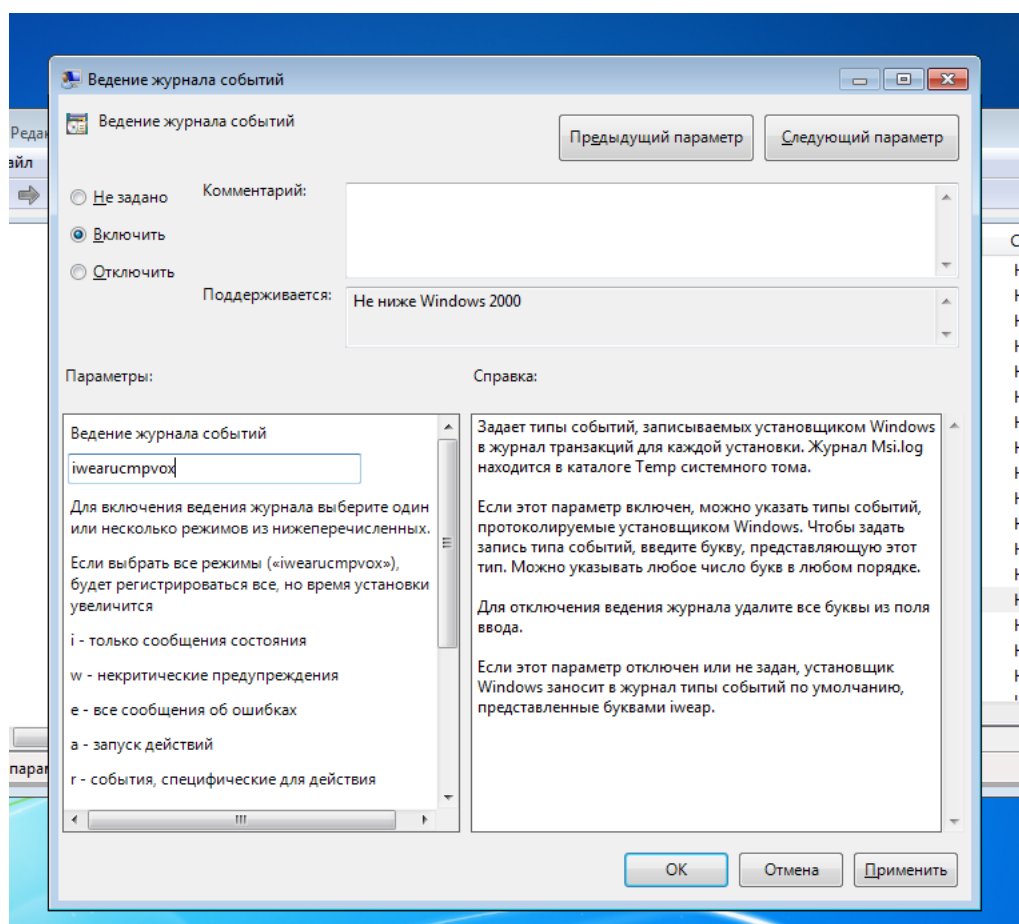 Ведение журнала событий
Ведение журнала событий
Предыдущий параметр
Следующий параметр
Не задано
Включить
Отключить
Комментарий:
Поддерживается:
Не ниже Windows 2000
Параметры:
Справка:
Ведение журнала событий
iwearucmpvox
Для включения ведения журнала выберите один
или несколько режимов из нижеперечисленных.
Если выбрать все режимы («iwearucmpvox»),
будет регистрироваться все, но время установки
увеличится
i - только сообщения состояния
w - некритические предупреждения
e - все сообщения об ошибках
a - запуск действий
r - события, специфические для действия
Задает типы событий, записываемых установщиком Windows
в журнал транзакций для каждой установки. Журнал Msi.log
находится в каталоге Temp системного тома.
Если этот параметр включен, можно указать типы событий,
протоколируемые установщиком Windows. Чтобы задать
запись типа событий, введите букву, представляющую этот
тип. Можно указывать любое число букв в любом порядке.
Для отключения ведения журнала удалите все буквы из поля
ввода.
Если этот параметр отключен или не задан, установщик
Windows заносит в журнал типы событий по умолчанию,
представленные буквами iweap.
OK
Отмена
Применить